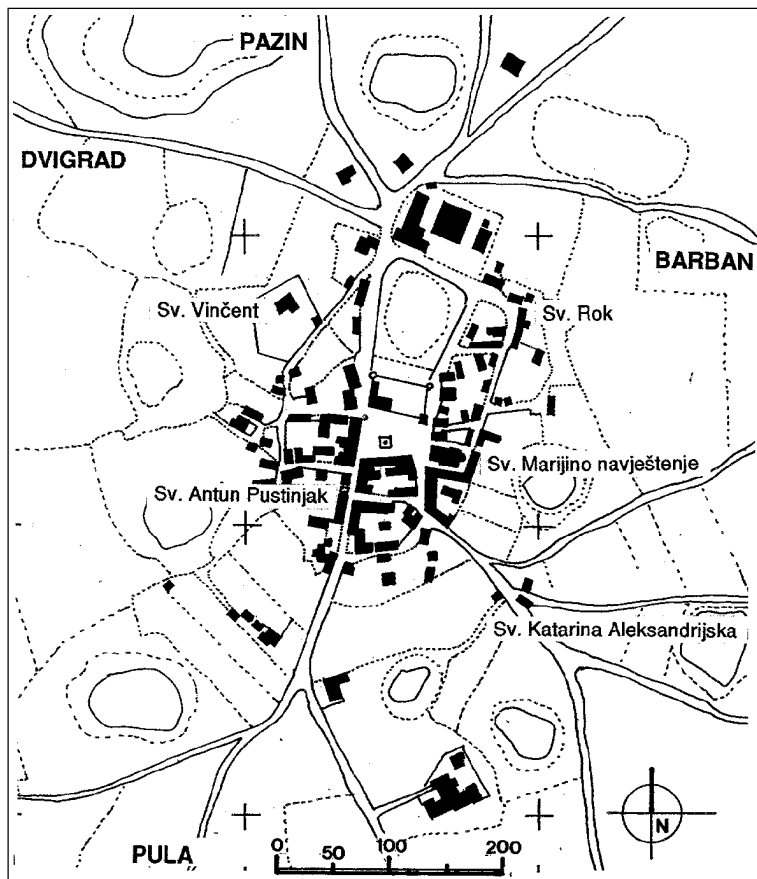 PAZIN
DVIGRAD
BARBAN
Sv. Vinčent
Sv. Rok
Sv. Marijino navještenje
Sv. Antun Pustinjak
Sv. Katarina Aleksandrijska
N
PULA
0 50 100 200